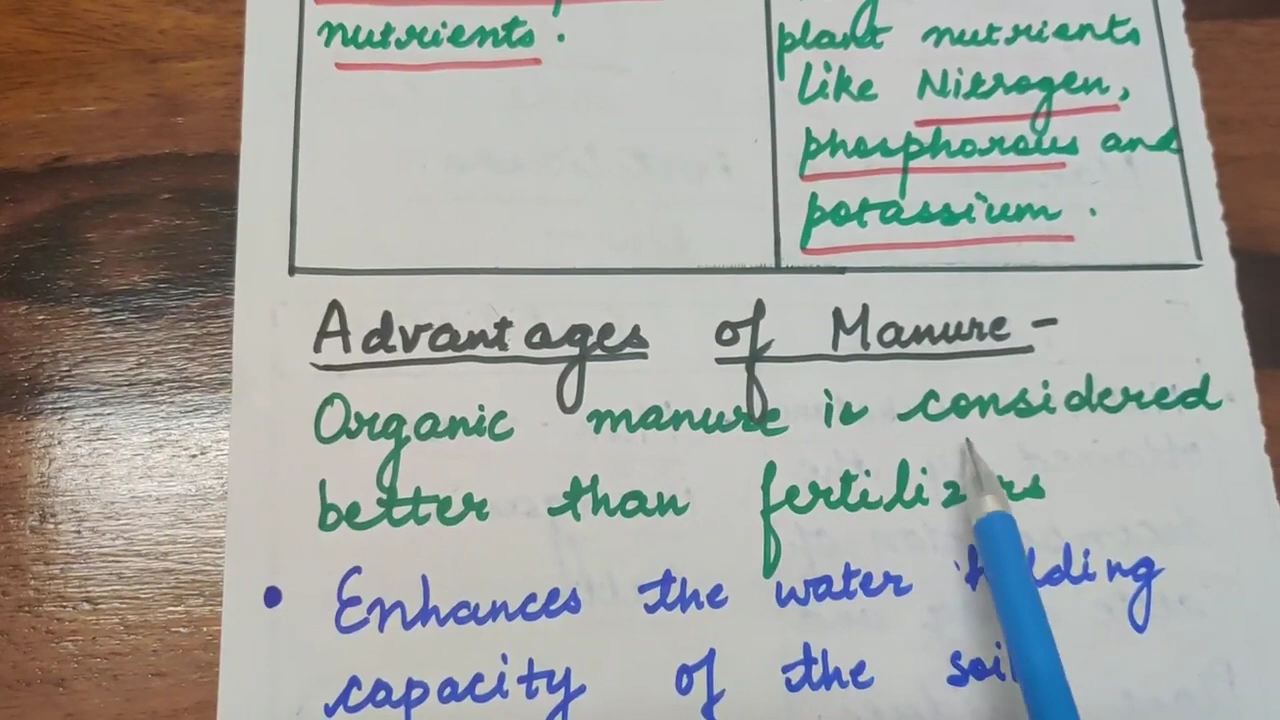 nutrients.
plant nutrients
like Nitrogen,
phosphorous and
potassium.
Advantages of Manure-
Organic manure is considered
better than fertilizers
• Enhances the water holding
capacity of the soil